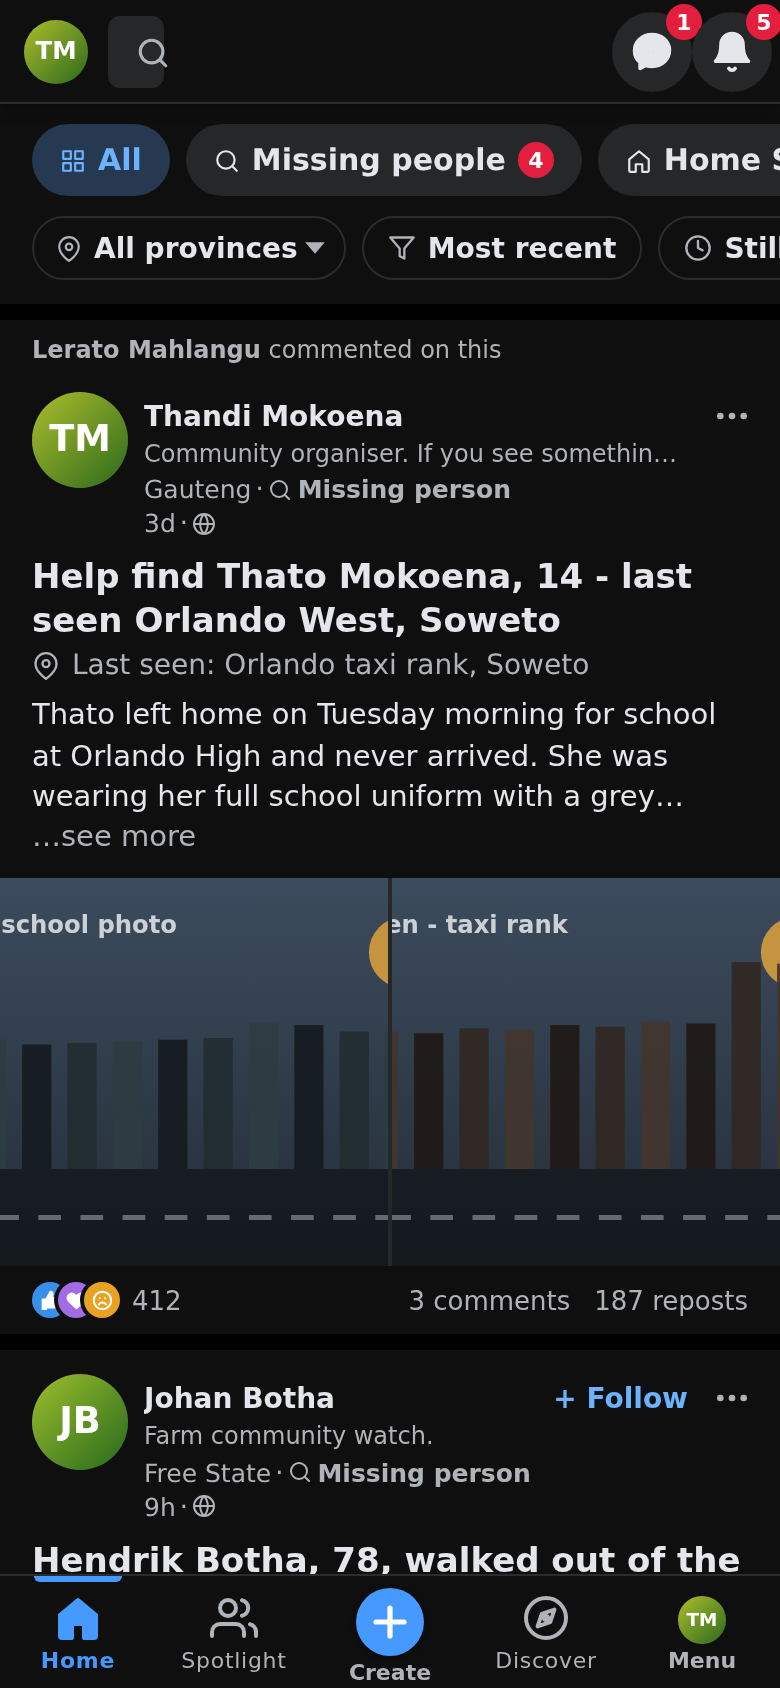 TM
1
5
All
Missing people 4
Home S
All provinces
Most recent
Still
Lerato Mahlangu commented on this
TM
Thandi Mokoena
Community organiser. If you see somethin...
Gauteng · Missing person
3d ·
Help find Thato Mokoena, 14 - last
seen Orlando West, Soweto
Last seen: Orlando taxi rank, Soweto
Thato left home on Tuesday morning for school
at Orlando High and never arrived. She was
wearing her full school uniform with a grey...
...see more
school photo
en - taxi rank
412
3 comments 187 reposts
JB
Johan Botha
+ Follow
Farm community watch.
Free State · Missing person
9h ·
Hendrik Botha, 78, walked out of the
Home
Spotlight
Create
Discover
TM
Menu